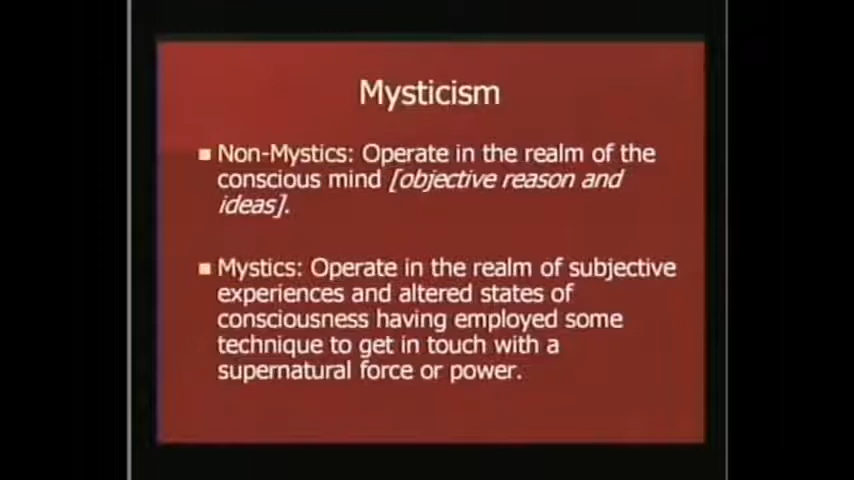 Mysticism
■ Non-Mystics: Operate in the realm of the
conscious mind [objective reason and
ideas].
■ Mystics: Operate in the realm of subjective
experiences and altered states of
consciousness having employed some
technique to get in touch with a
supernatural force or power.